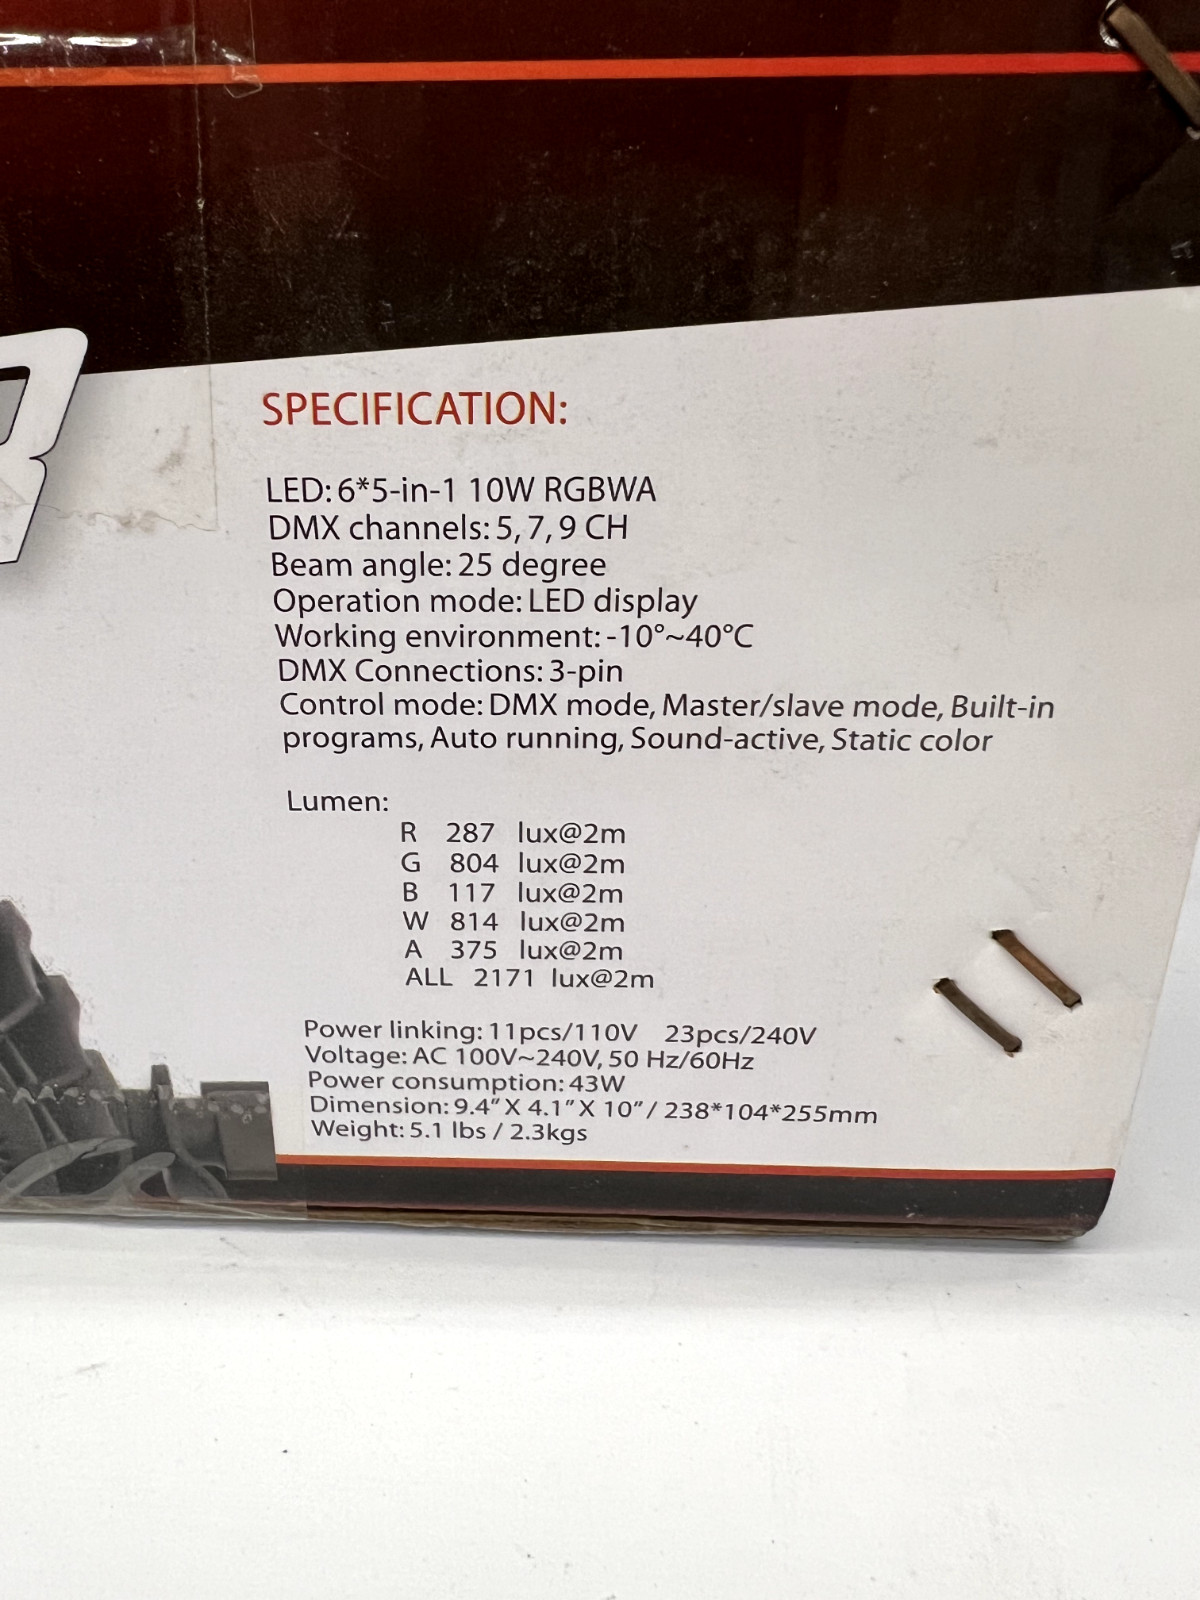 SPECIFICATION:
LED: 6*5-in-1 10W RGBWA
DMX channels: 5, 7, 9 CH
Beam angle: 25 degree
Operation mode: LED display
Working environment: -10°~40°C
DMX Connections: 3-pin
Control mode: DMX mode, Master/slave mode, Built-in
programs, Auto running, Sound-active, Static color
Lumen:
R 287 lux@2m
G 804 lux@2m
B 117 lux@2m
W 814 lux@2m
A 375 lux@2m
ALL 2171 lux@2m
Power linking: 11pcs/110V 23pcs/240V
Voltage: AC 100V~240V, 50 Hz/60Hz
Power consumption: 43W
Dimension: 9.4” X 4.1” X 10” / 238*104*255mm
Weight: 5.1 lbs / 2.3kgs